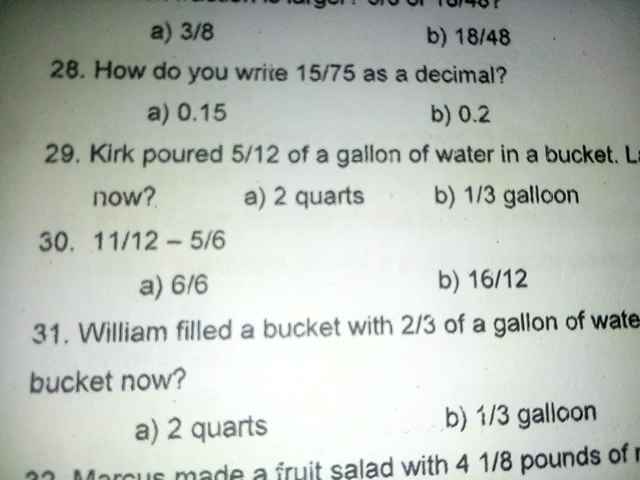 a) 3/8 b) 18/48
28. How do you write 15/75 as a decimal?
a) 0.15 b) 0.2
29. Kirk poured 5/12 of a gallon of water in a bucket.
now? a) 2 quarts b) 1/3 galloon
30. 11/12 – 5/6
a) 6/6 b) 16/12
31. William filled a bucket with 2/3 of a gallon of wate
bucket now?
a) 2 quarts b) 1/3 galloon
32. Marcus made a fruit salad with 4 1/8 pounds of